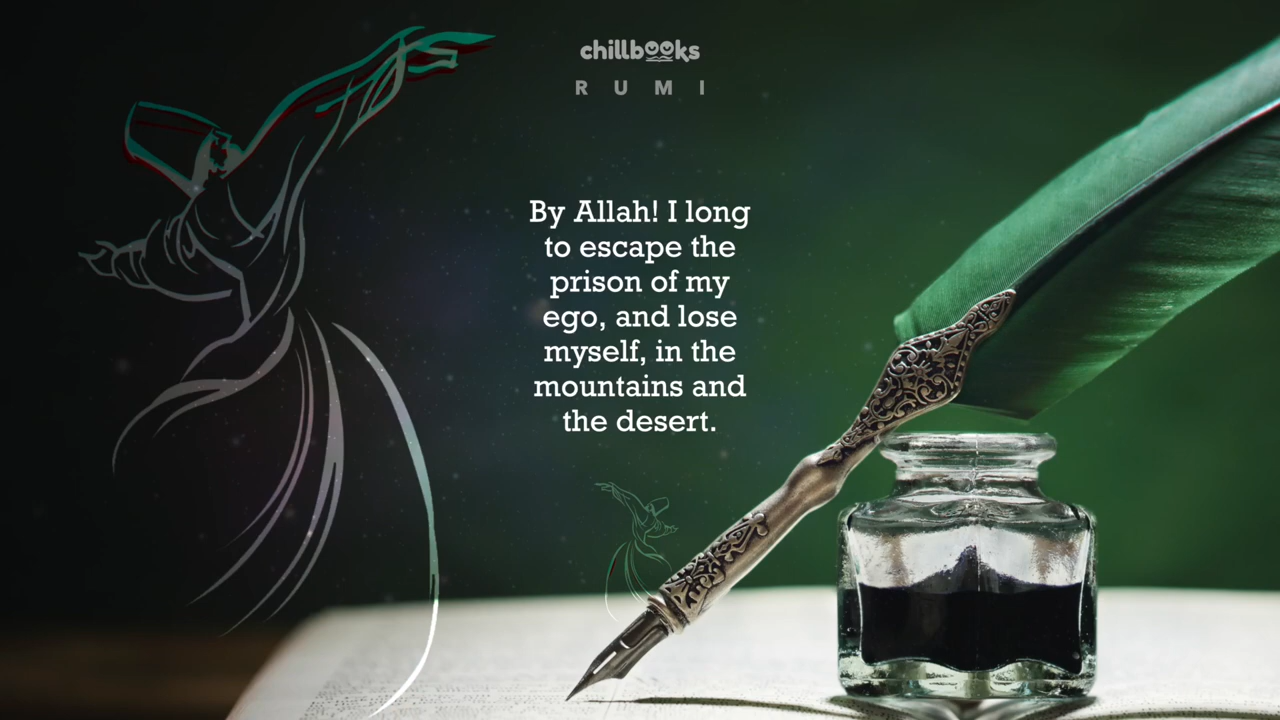 chillbooks
RUMI
By Allah! I long
to escape the
prison of my
ego, and lose
myself, in the
mountains and
the desert.